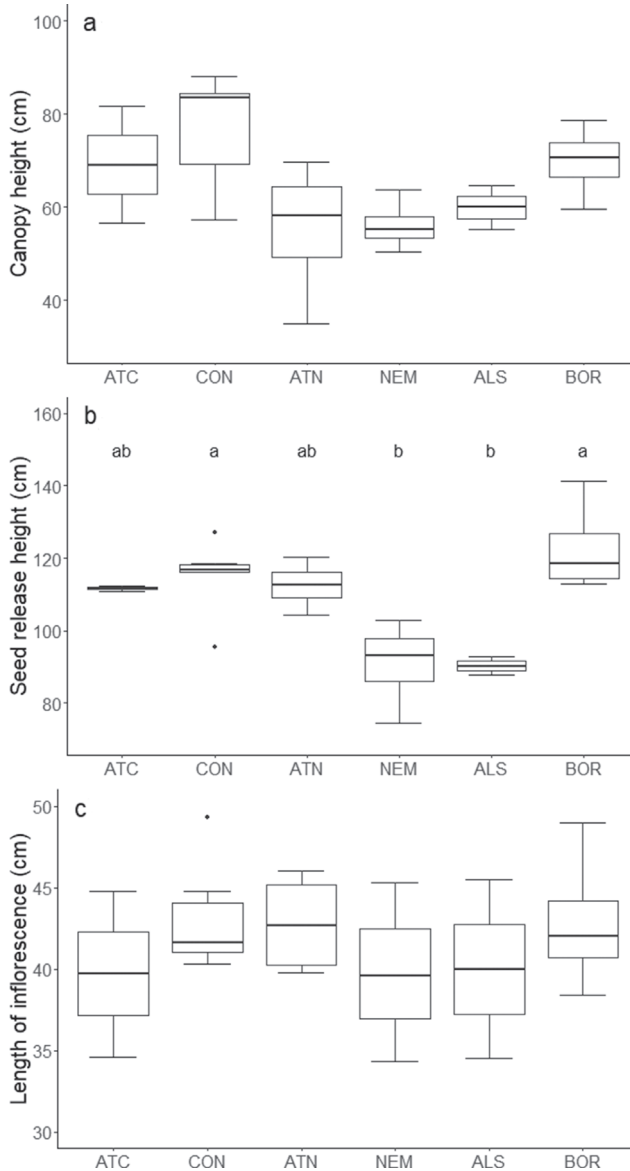 a
Canopy height (cm)
100
80
60
40
ATC CON ATN NEM ALS BOR
b
Seed release height (cm)
160
140
120
100
80
ab a ab b b a
ATC CON ATN NEM ALS BOR
c
Length of inflorescence (cm)
50
45
40
35
30
ATC CON ATN NEM ALS BOR